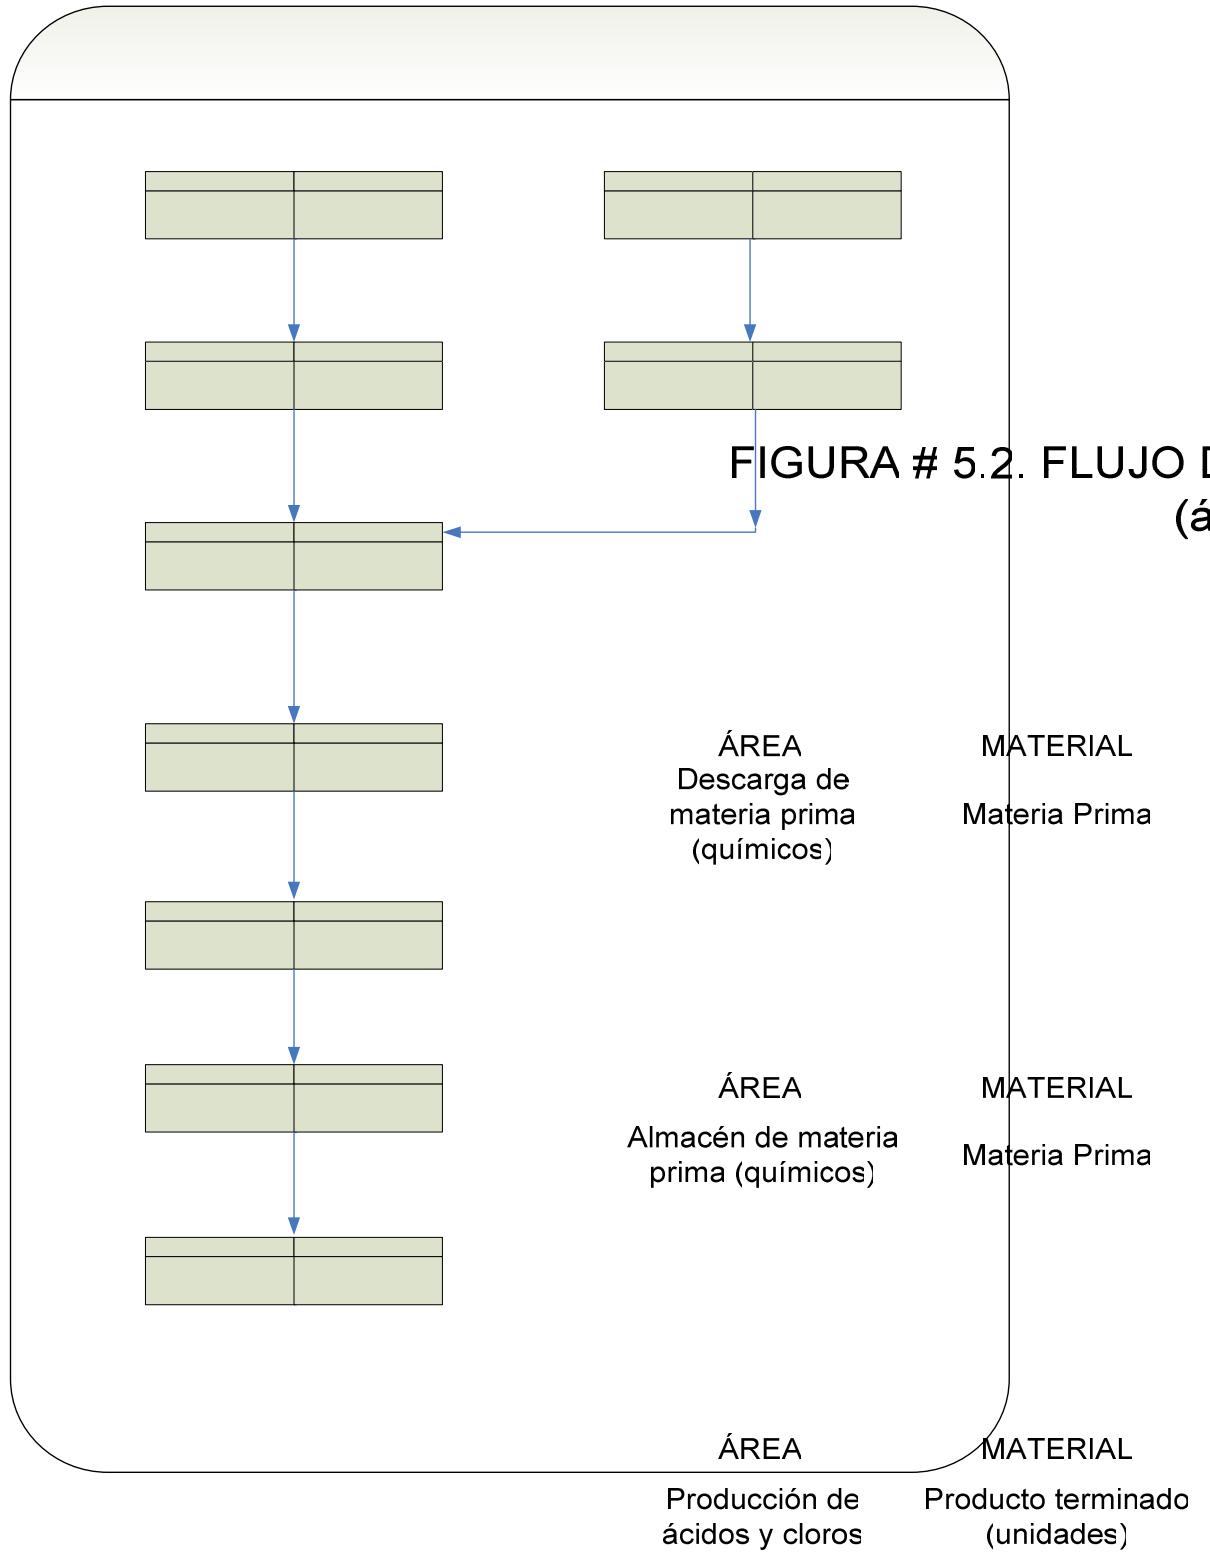 FIGURA # 5.2. FLUJO
(á
ÁREA MATERIAL
Descarga de
materia prima Materia Prima
(químicos)
ÁREA MATERIAL
Almacén de materia
prima (químicos) Materia Prima
ÁREA MATERIAL
Producción de Producto terminado
ácidos y cloros (unidades)